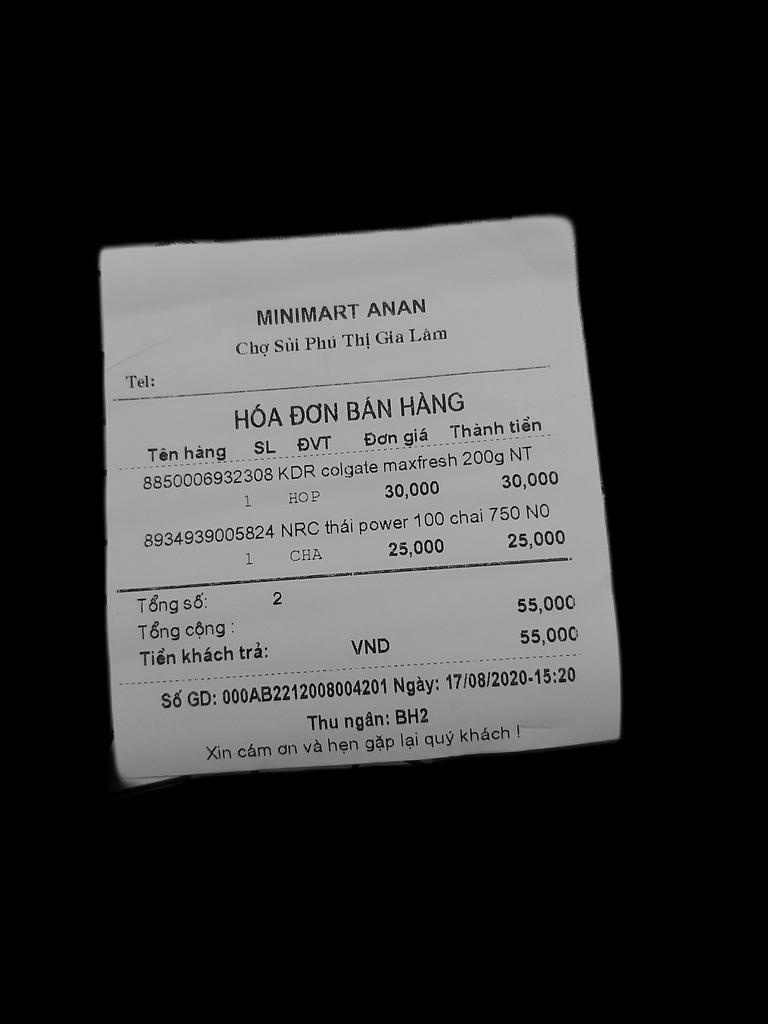 MINIMART ANAN
Chợ Sủi Phú Thị Gia Lâm
Tel:
HÓA ĐƠN BÁN HÀNG
Tên hàng SL ĐVT Đơn giá Thành tiền
8850006932308 KDR colgate maxfresh 200g NT
1 HOP 30,000 30,000
8934939005824 NRC thái power 100 chai 750 N0
1 CHA 25,000 25,000
Tổng số: 2
Tổng cộng : 55,000
Tiền khách trả: VND 55,000
Số GD: 000AB2212008004201 Ngày: 17/08/2020-15:20
Thu ngân: BH2
Xin cám ơn và hẹn gặp lại quý khách !